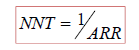 NNT = 1/ARR